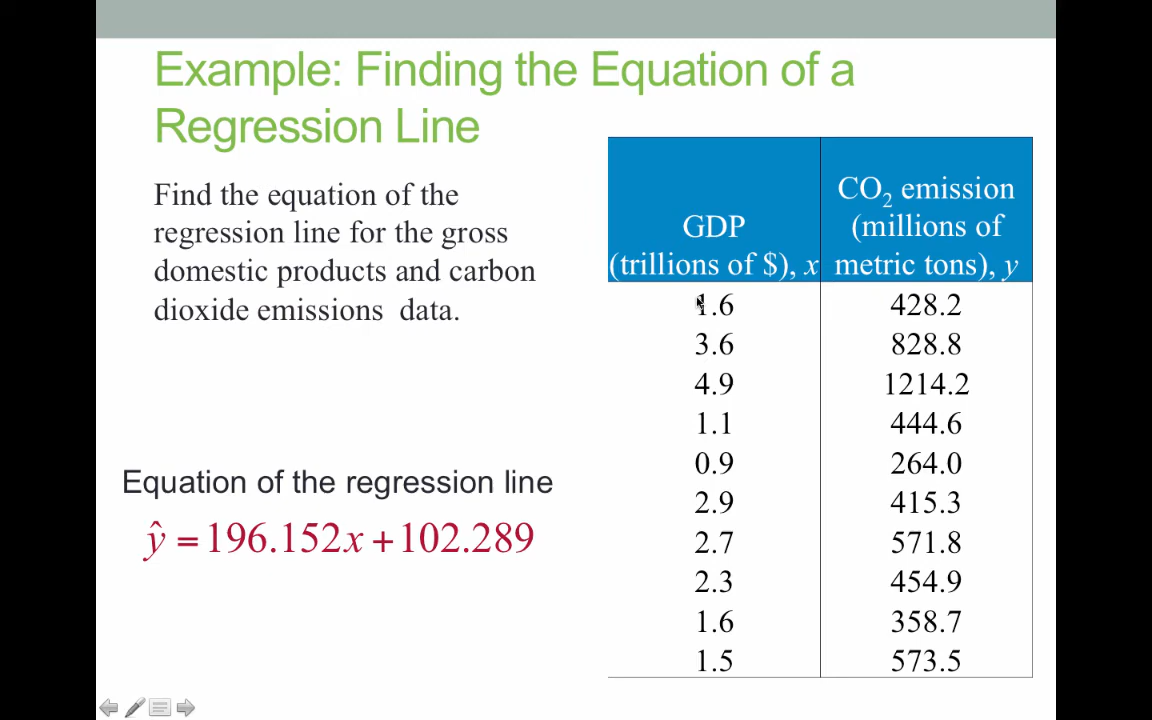 Example: Finding the Equation of a
Regression Line
Find the equation of the
regression line for the gross
domestic products and carbon
dioxide emissions data.
Equation of the regression line
ŷ = 196.152x + 102.289
GDP
(trillions of $), x
CO₂ emission
(millions of
metric tons), y
1.6 428.2
3.6 828.8
4.9 1214.2
1.1 444.6
0.9 264.0
2.9 415.3
2.7 571.8
2.3 454.9
1.6 358.7
1.5 573.5